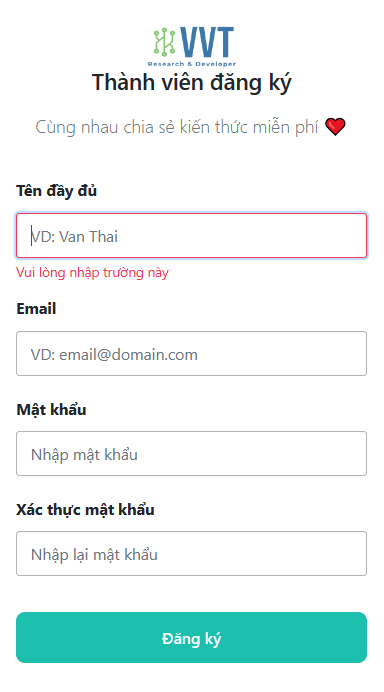 VVT
Research & Developer
Thành viên đăng ký
Cùng nhau chia sẻ kiến thức miễn phí
Tên đầy đủ
VD: Van Thai
Vui lòng nhập trường này
Email
VD: email@domain.com
Mật khẩu
Nhập mật khẩu
Xác thực mật khẩu
Nhập lại mật khẩu
Đăng ký